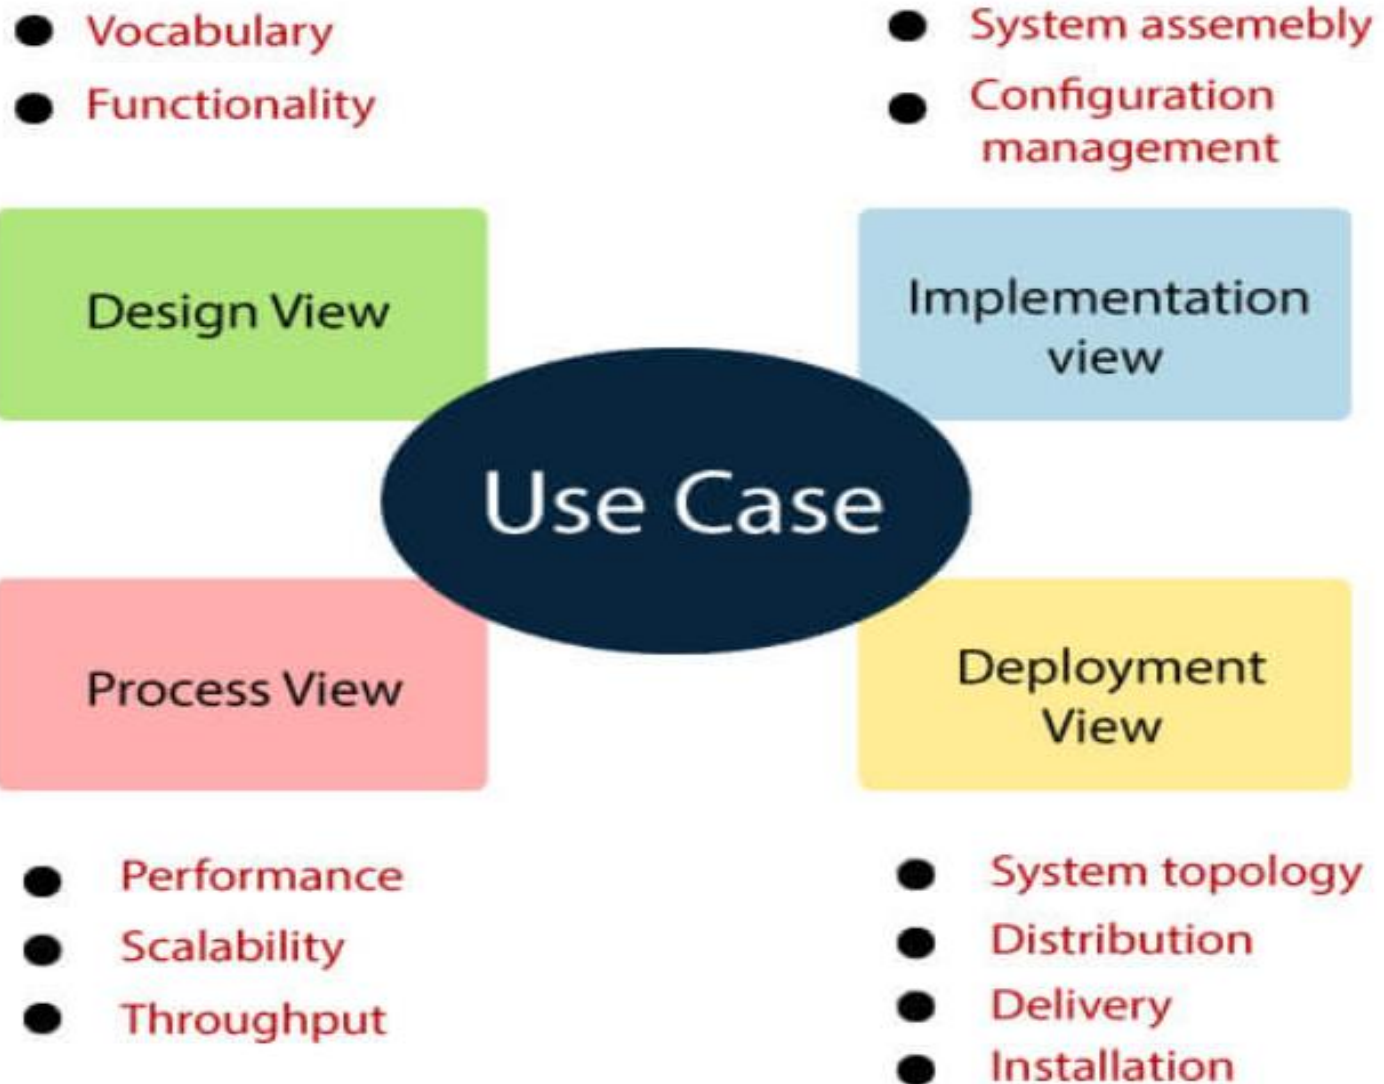 Vocabulary
Functionality
System assemebly
Configuration
management
Design View
Implementation
view
Use Case
Process View
Deployment
View
Performance
Scalability
Throughput
System topology
Distribution
Delivery
Installation